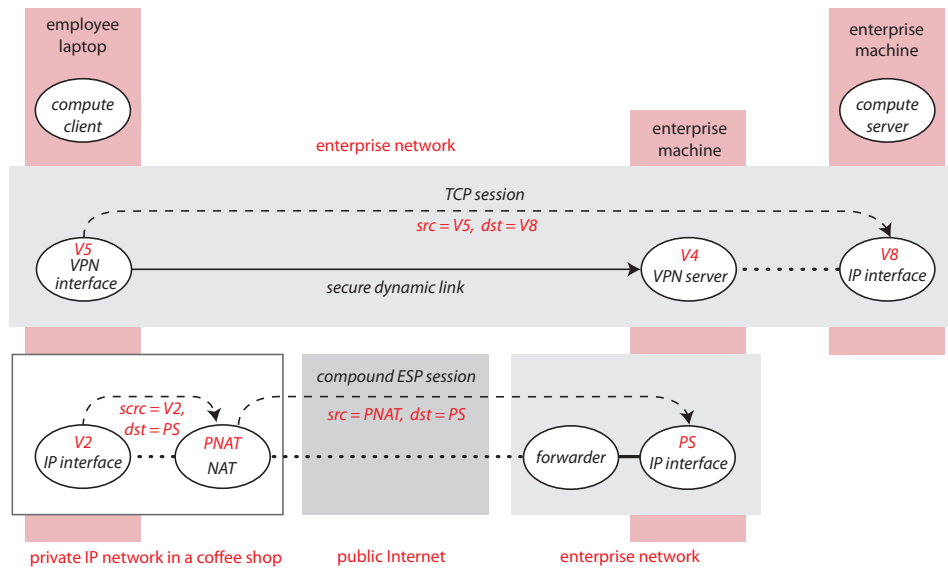 employee
laptop
compute
client
enterprise
machine
compute
server
enterprise network
enterprise
machine
TCP session
src = V5, dst = V8
V5
VPN
interface
secure dynamic link
V4
VPN server
V8
IP interface
compound ESP session
scrc = V2,
dst = PS
src = PNAT, dst = PS
V2
IP interface
PNAT
NAT
forwarder
PS
IP interface
private IP network in a coffee shop
public Internet
enterprise network